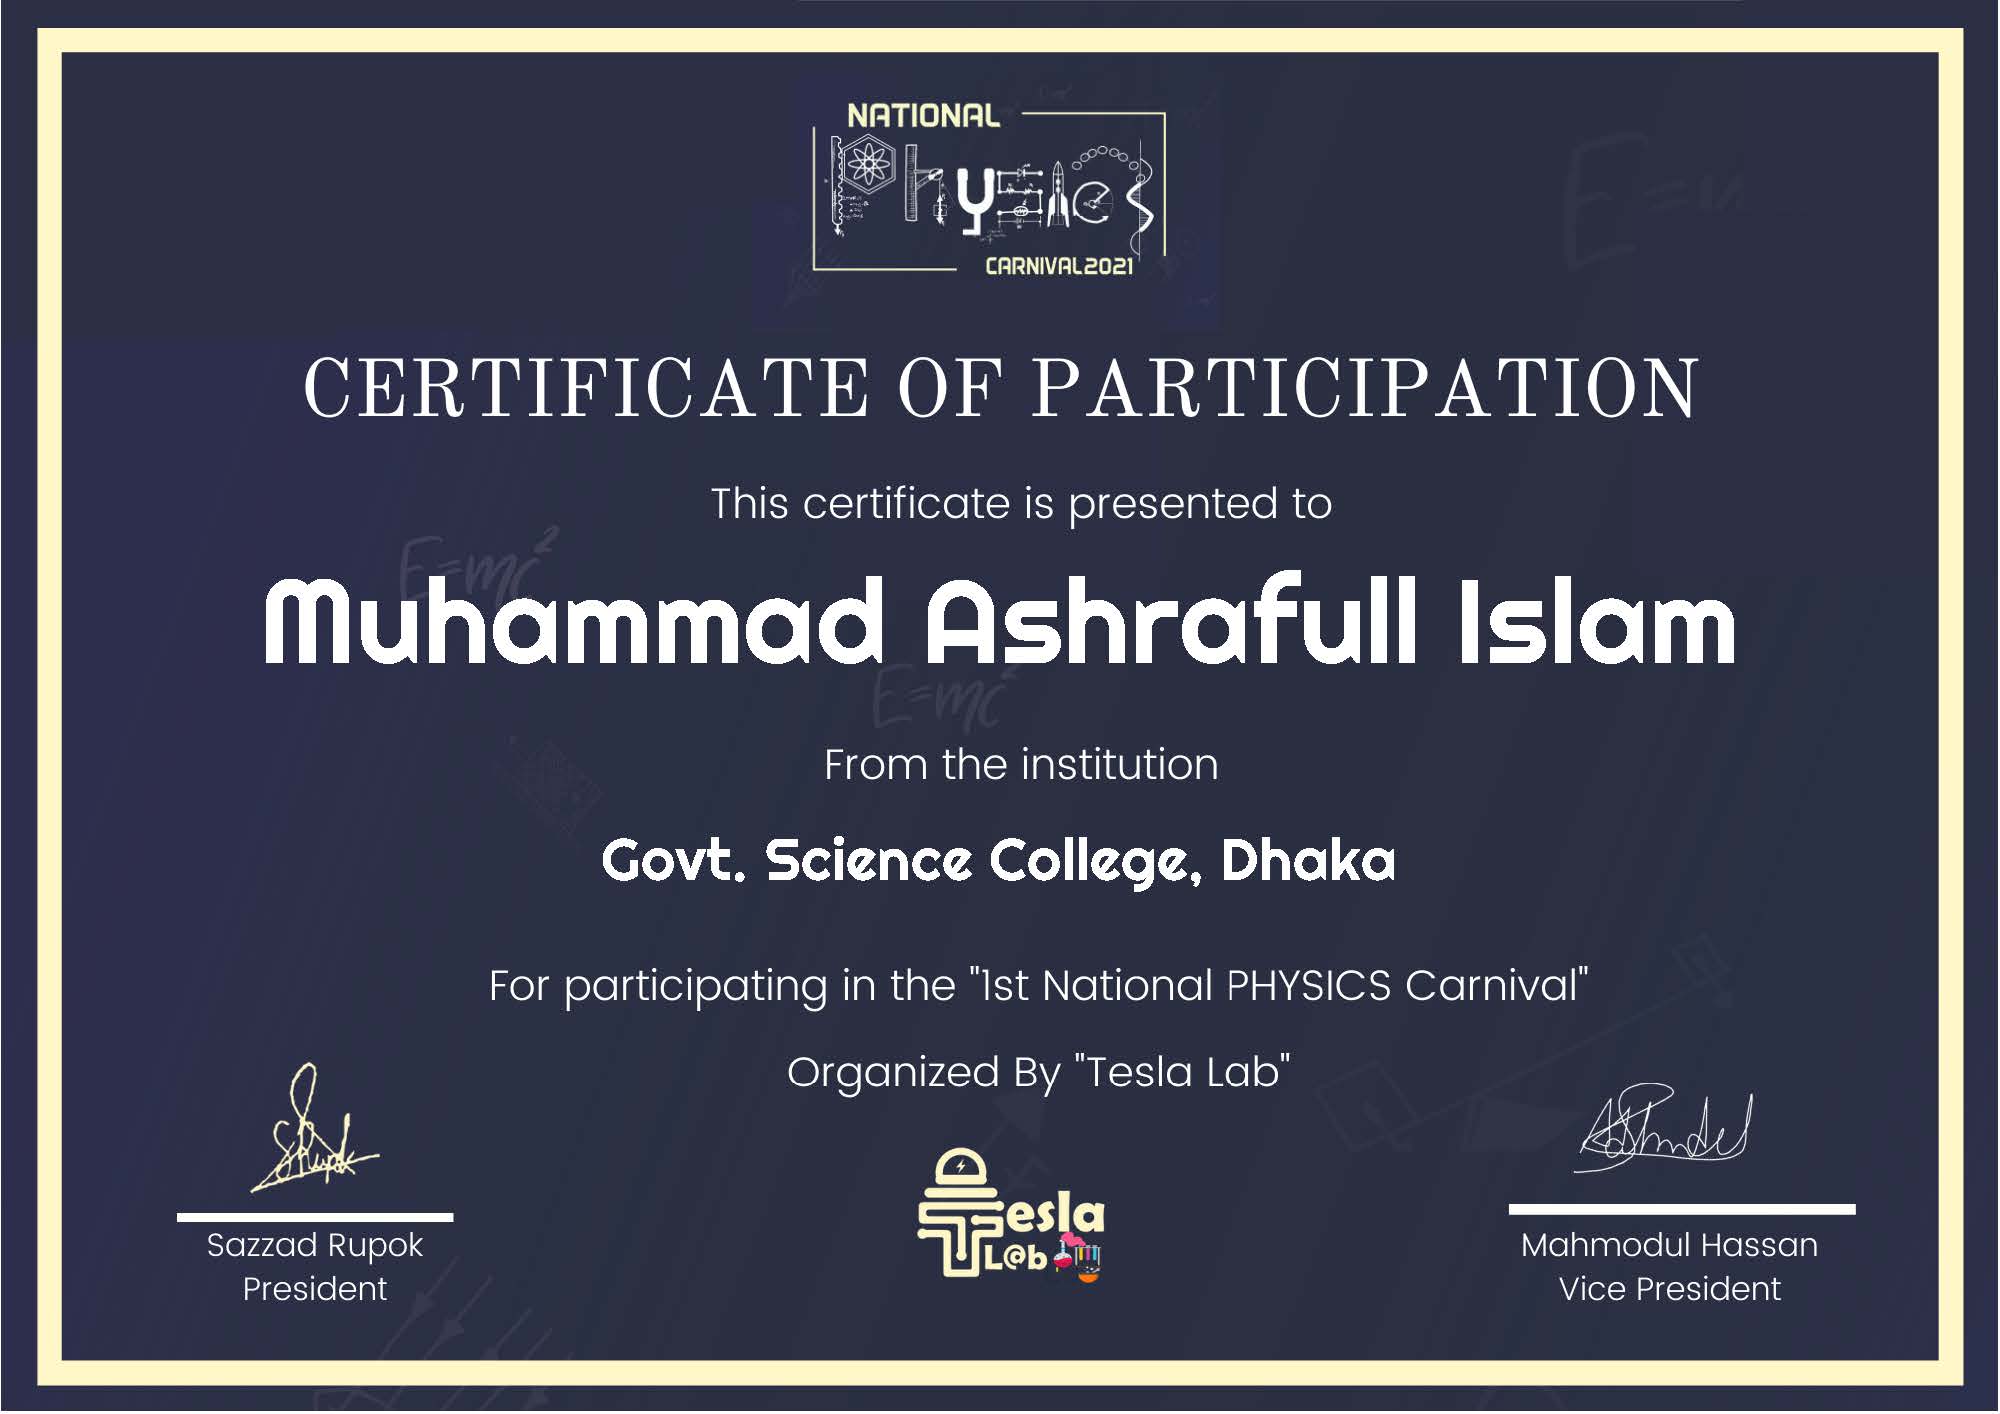 NATIONAL
Physics
CARNIVAL2021
E=m
CERTIFICATE OF PARTICIPATION
This certificate is presented to
E=mc²
Muhammad Ashrafull Islam
E=mc²
From the institution
Govt. Science College, Dhaka
For participating in the "1st National PHYSICS Carnival"
Organized By "Tesla Lab"
Tesla
L@b
Sazzad Rupok
President
Mahmodul Hassan
Vice President